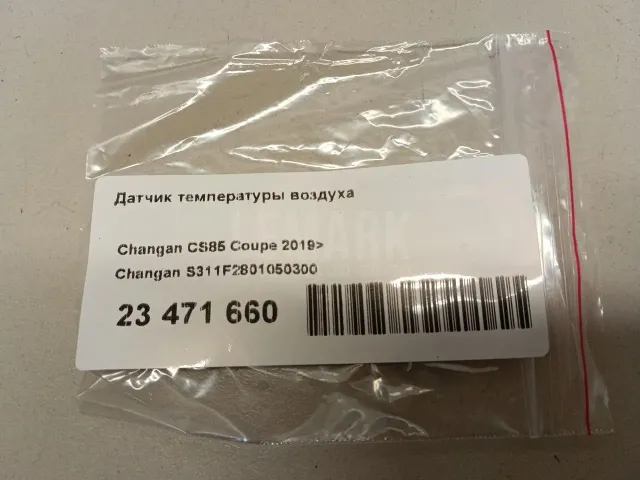 Датчик температуры воздуха
Changan CS85 Coupe 2019>
Changan S311F2801050300
23 471 660